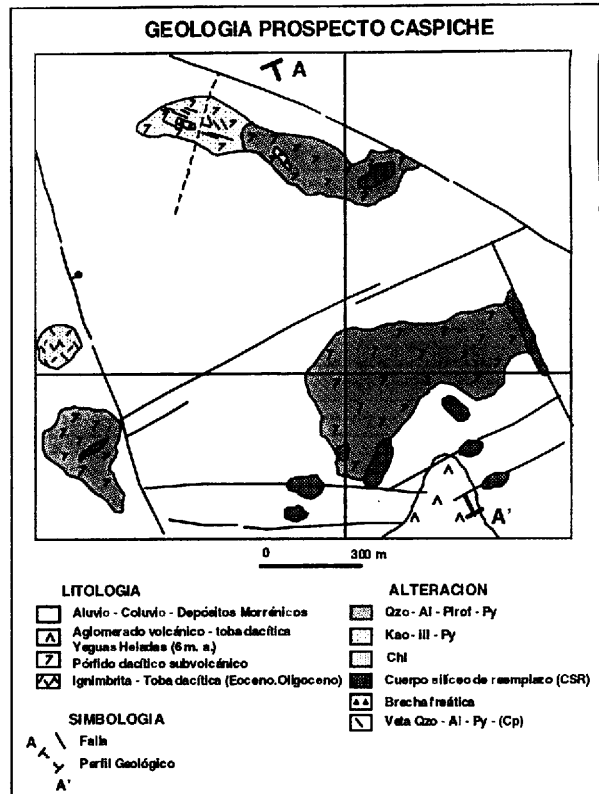 GEOLOGIA PROSPECTO CASPICHE
A
A'
0 300 m
LITOLOGIA
Aluvio - Coluvio - Depósitos Morrénicos
Aglomerado volcánico - toba dacítica
Yeguas Heladas (6 m. a.)
Pórfido dacítico subvolcánico
Ignimbrita - Toba dacítica (Eoceno.Oligoceno)
SIMBOLOGIA
A
Falla
Perfil Geológico
A'
ALTERACION
Qzo - Al - Pirof - Py
Kao - ill - Py
Chl
Cuerpo silíceo de reemplazo (CSR)
Brecha freática
Veta Qzo - Al - Py - (Cp)